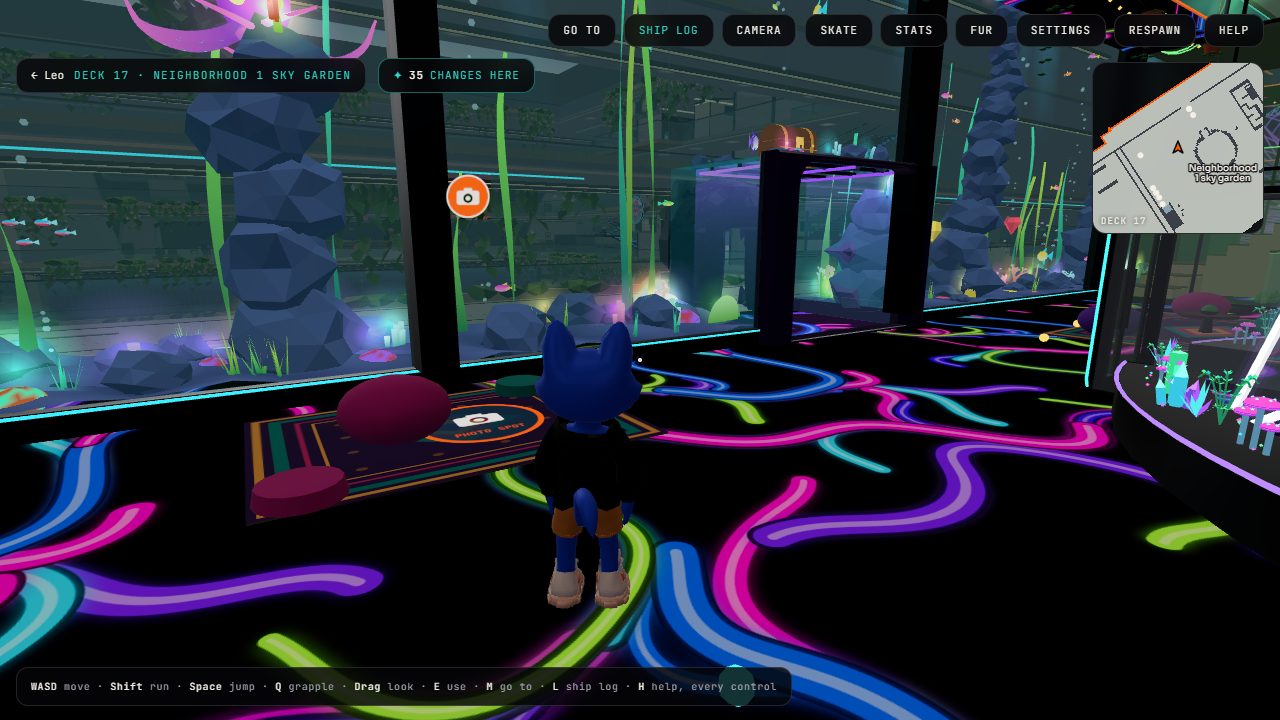 GO TO
SHIP LOG
CAMERA
SKATE
STATS
FUR
SETTINGS
RESPAWN
HELP
← Leo DECK 17 · NEIGHBORHOOD 1 SKY GARDEN
✦ 35 CHANGES HERE
Neighborhood
1 sky garden
DECK 17
PHOTO SPOT
WASD move · Shift run · Space jump · Q grapple · Drag look · E use · M go to · L ship log · H help, every control